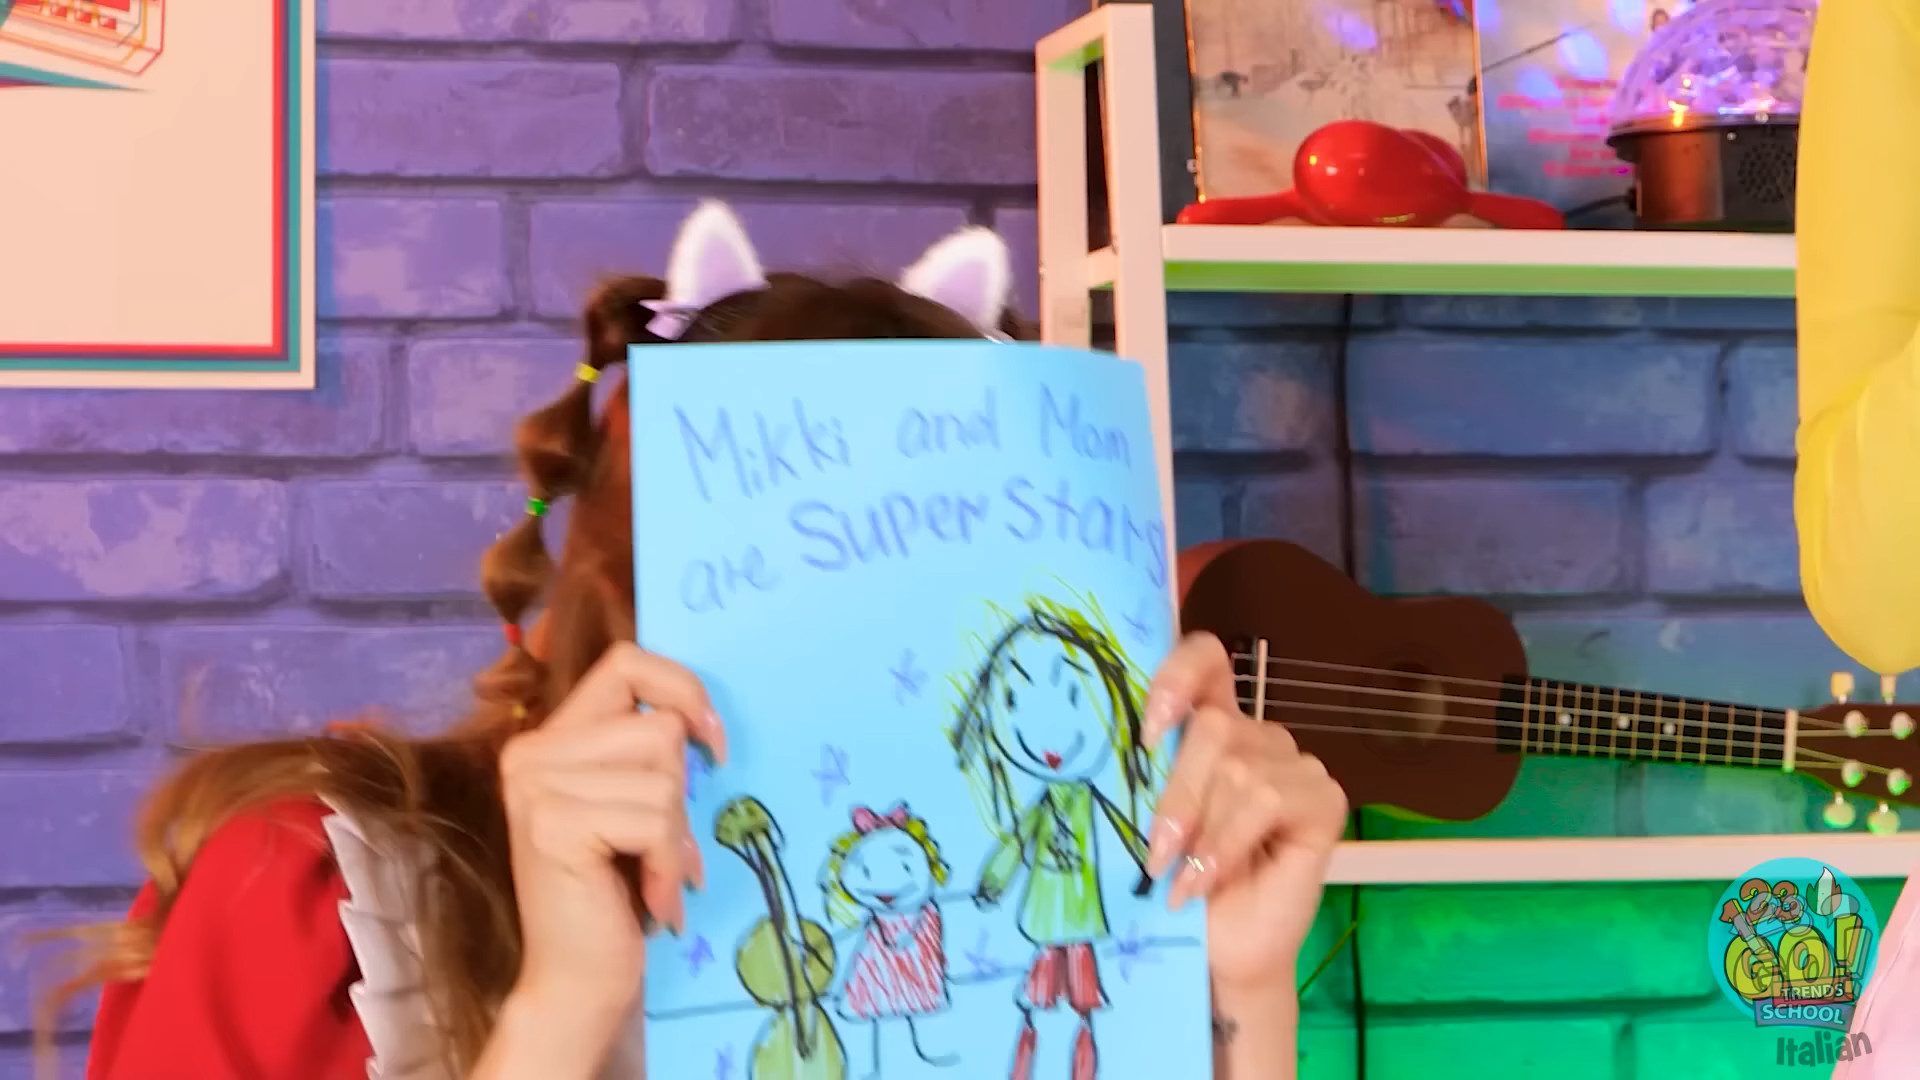 Mikki and Mom
are Super Stars
123
GO!
TRENDS
SCHOOL
Italian